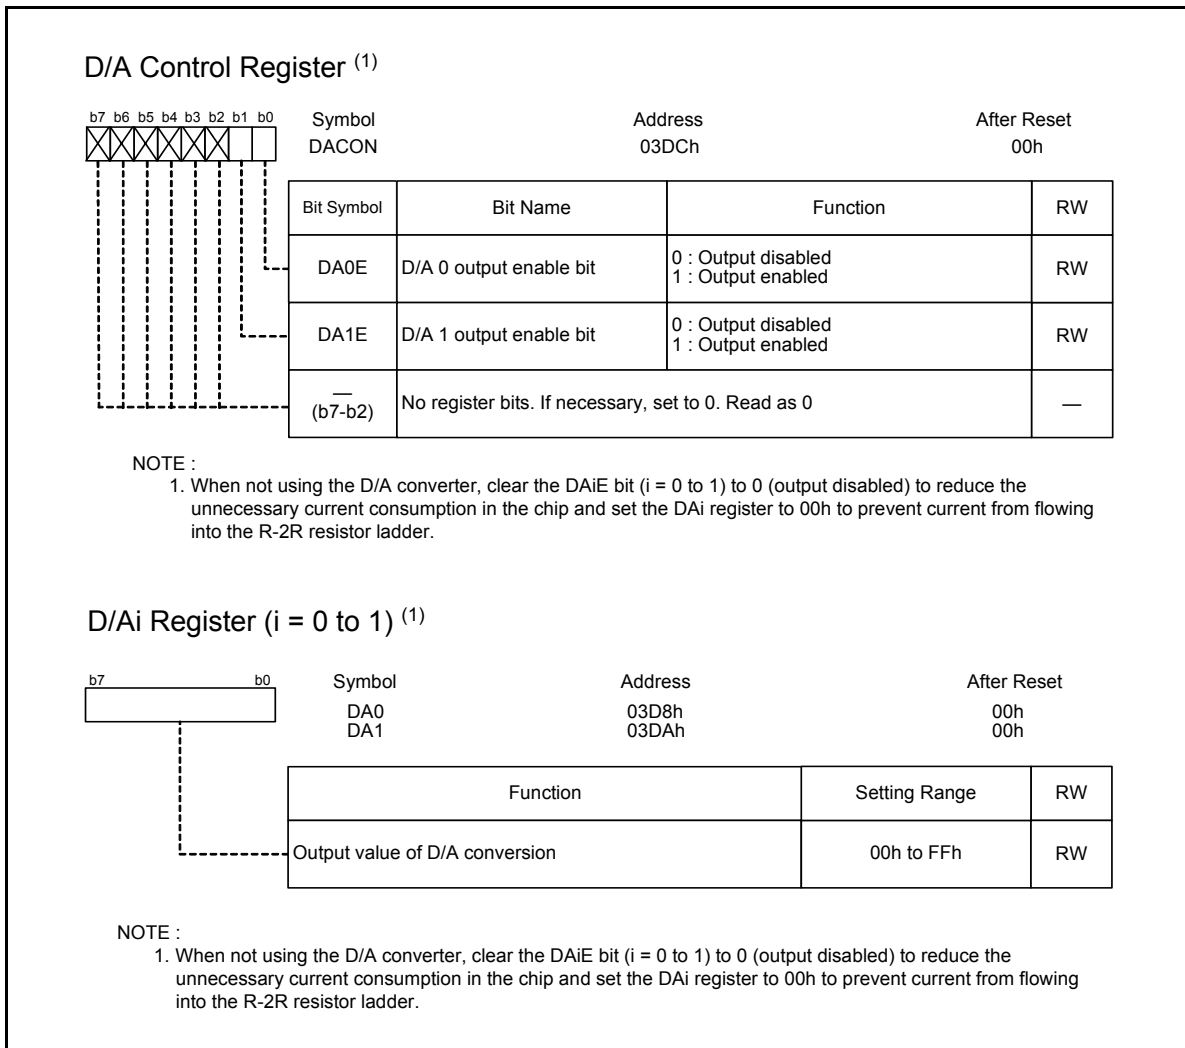 D/A Control Register (1)
b7 b6 b5 b4 b3 b2 b1 b0
Symbol Address After Reset
DACON 03DCh 00h
Bit Symbol Bit Name Function RW
DA0E D/A 0 output enable bit 0 : Output disabled
1 : Output enabled RW
DA1E D/A 1 output enable bit 0 : Output disabled
1 : Output enabled RW
—
(b7-b2) No register bits. If necessary, set to 0. Read as 0 —
NOTE :
1. When not using the D/A converter, clear the DAiE bit (i = 0 to 1) to 0 (output disabled) to reduce the
unnecessary current consumption in the chip and set the DAi register to 00h to prevent current from flowing
into the R-2R resistor ladder.
D/Ai Register (i = 0 to 1) (1)
b7 b0
Symbol Address After Reset
DA0 03D8h 00h
DA1 03DAh 00h
Function Setting Range RW
Output value of D/A conversion 00h to FFh RW
NOTE :
1. When not using the D/A converter, clear the DAiE bit (i = 0 to 1) to 0 (output disabled) to reduce the
unnecessary current consumption in the chip and set the DAi register to 00h to prevent current from flowing
into the R-2R resistor ladder.